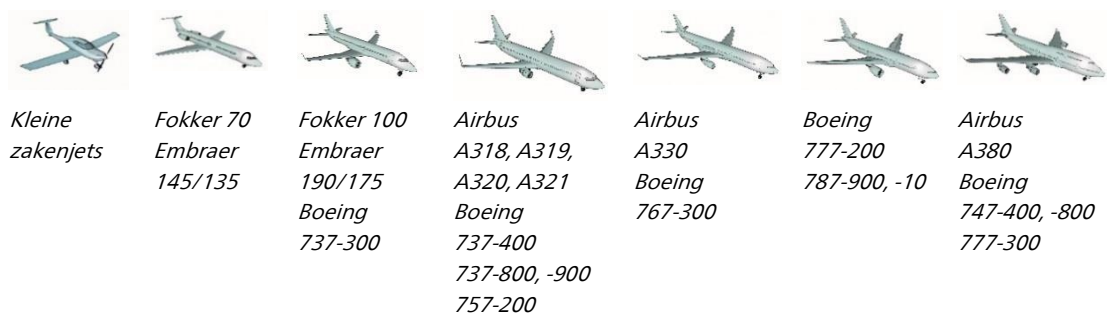 Kleine
zakenjets
Fokker 70
Embraer
145/135
Fokker 100
Embraer
190/175
Boeing
737-300
Airbus
A318, A319,
A320, A321
Boeing
737-400
737-800, -900
757-200
Airbus
A330
Boeing
767-300
Boeing
777-200
787-900, -10
Airbus
A380
Boeing
747-400, -800
777-300